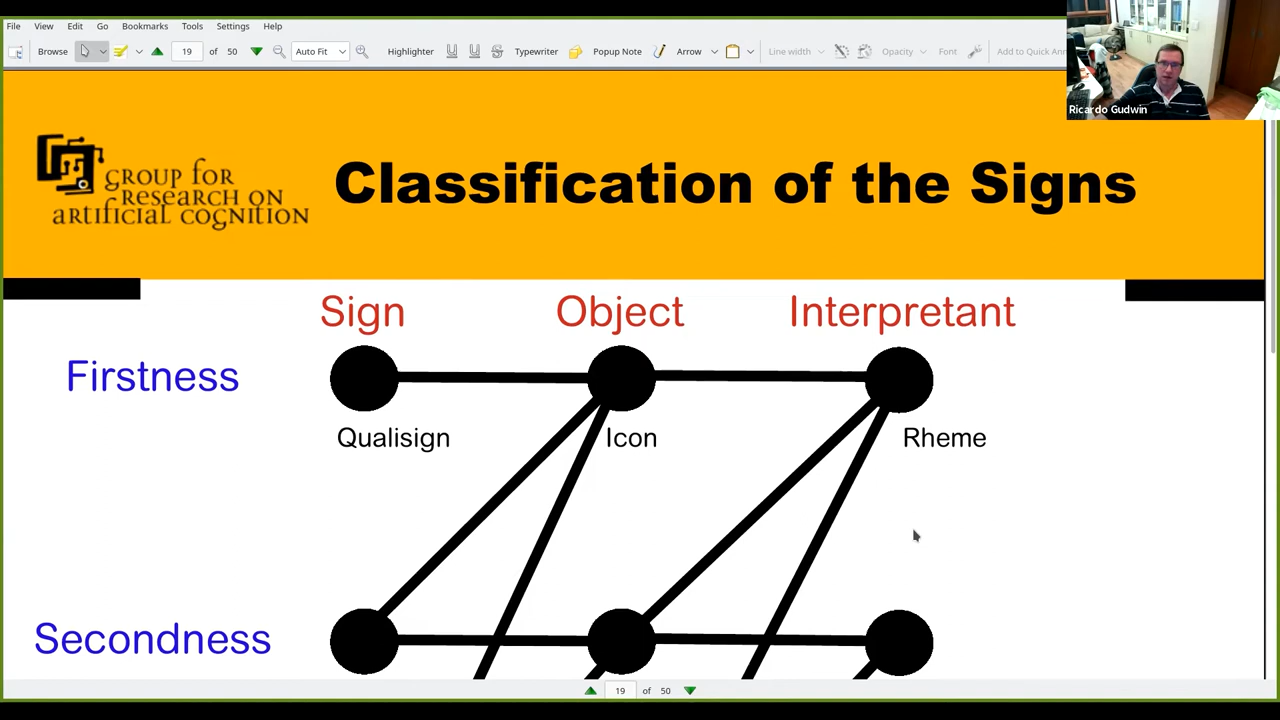 File View Edit Go Bookmarks Tools Settings Help
Browse 19 of 50 Auto Fit Highlighter Typewriter Popup Note Arrow Line width Opacity Font Add to Quick Ann
Ricardo Gudwin
GROUP FOR
RESEARCH ON
ARTIFICIAL COGNITION
Classification of the Signs
Sign Object Interpretant
Firstness
Qualisign Icon Rheme
Secondness
19 of 50